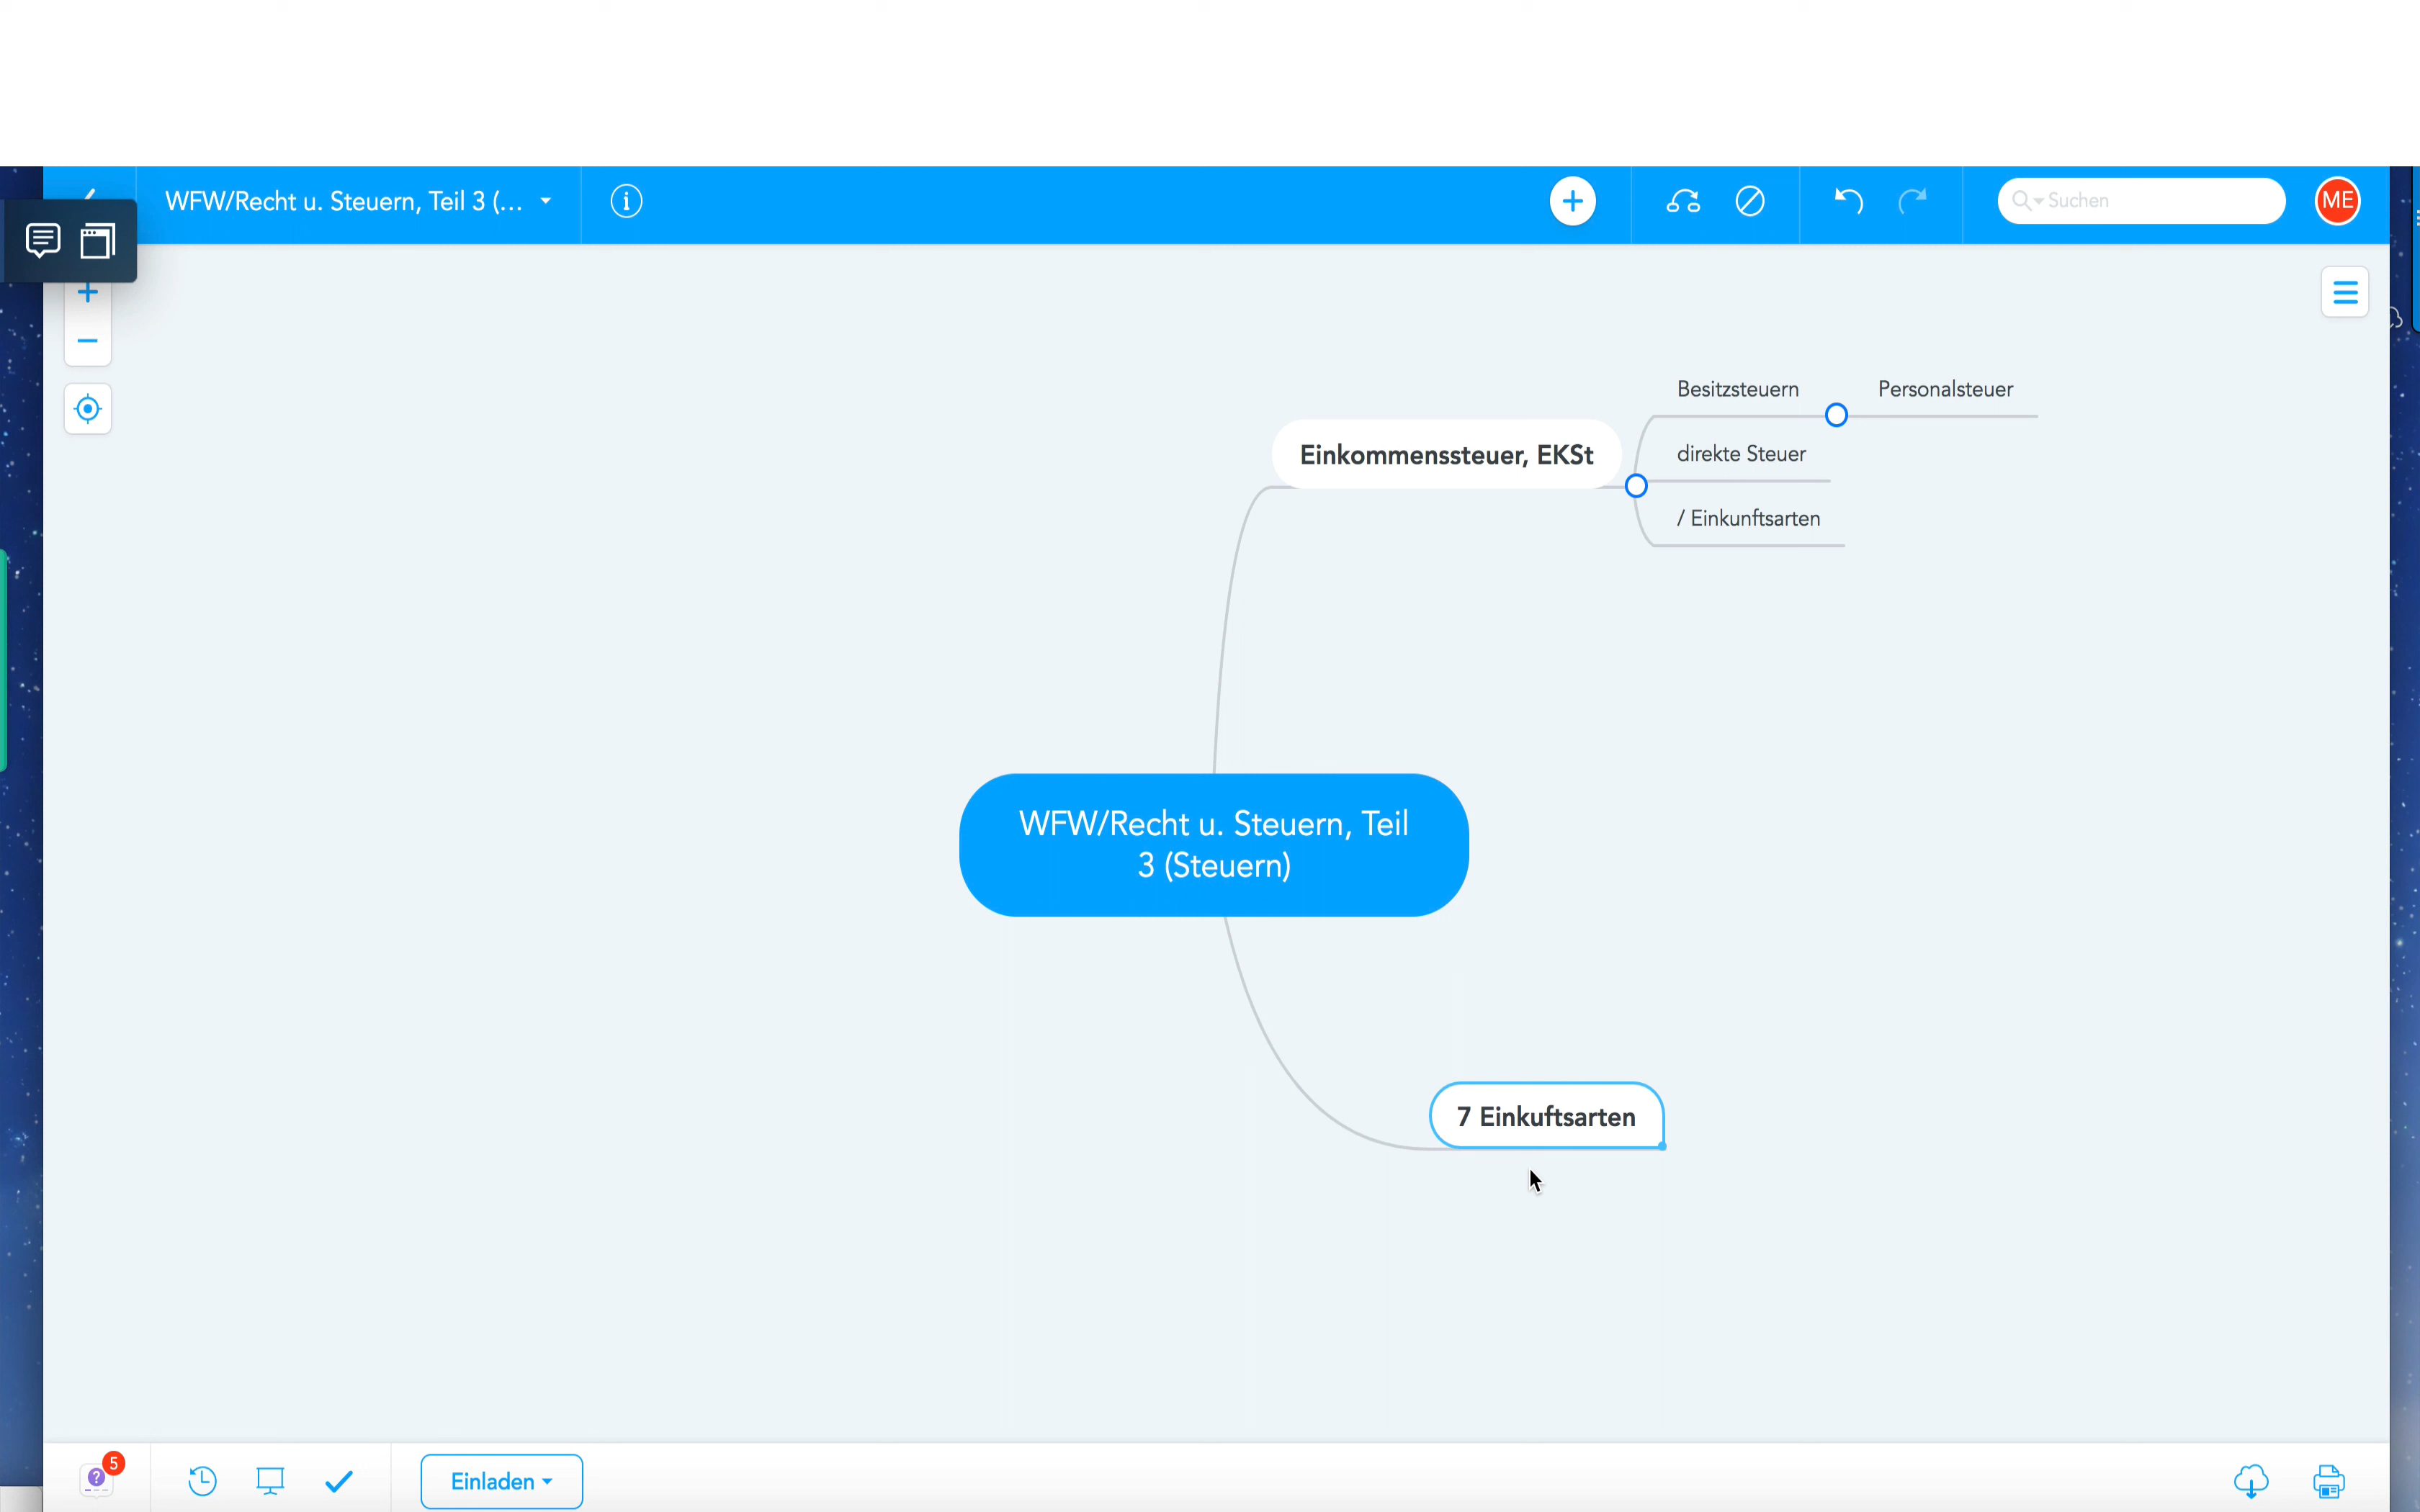 WFW/Recht u. Steuern, Teil 3 (...
Suchen
ME
Besitzsteuern
Personalsteuer
Einkommenssteuer, EKSt
direkte Steuer
/ Einkunftsarten
WFW/Recht u. Steuern, Teil
3 (Steuern)
7 Einkuftsarten
5
?
Einladen